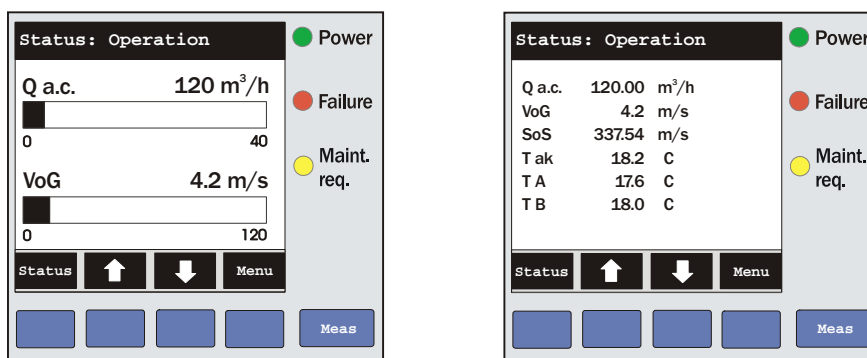 Status: Operation
Power
Q a.c. 120 m³/h
Failure
0 40
Maint.
req.
VoG 4.2 m/s
0 120
Status Menu
Meas
Status: Operation
Power
Q a.c. 120.00 m³/h
VoG 4.2 m/s
Failure
SoS 337.54 m/s
T ak 18.2 C
Maint.
T A 17.6 C
req.
T B 18.0 C
Status Menu
Meas